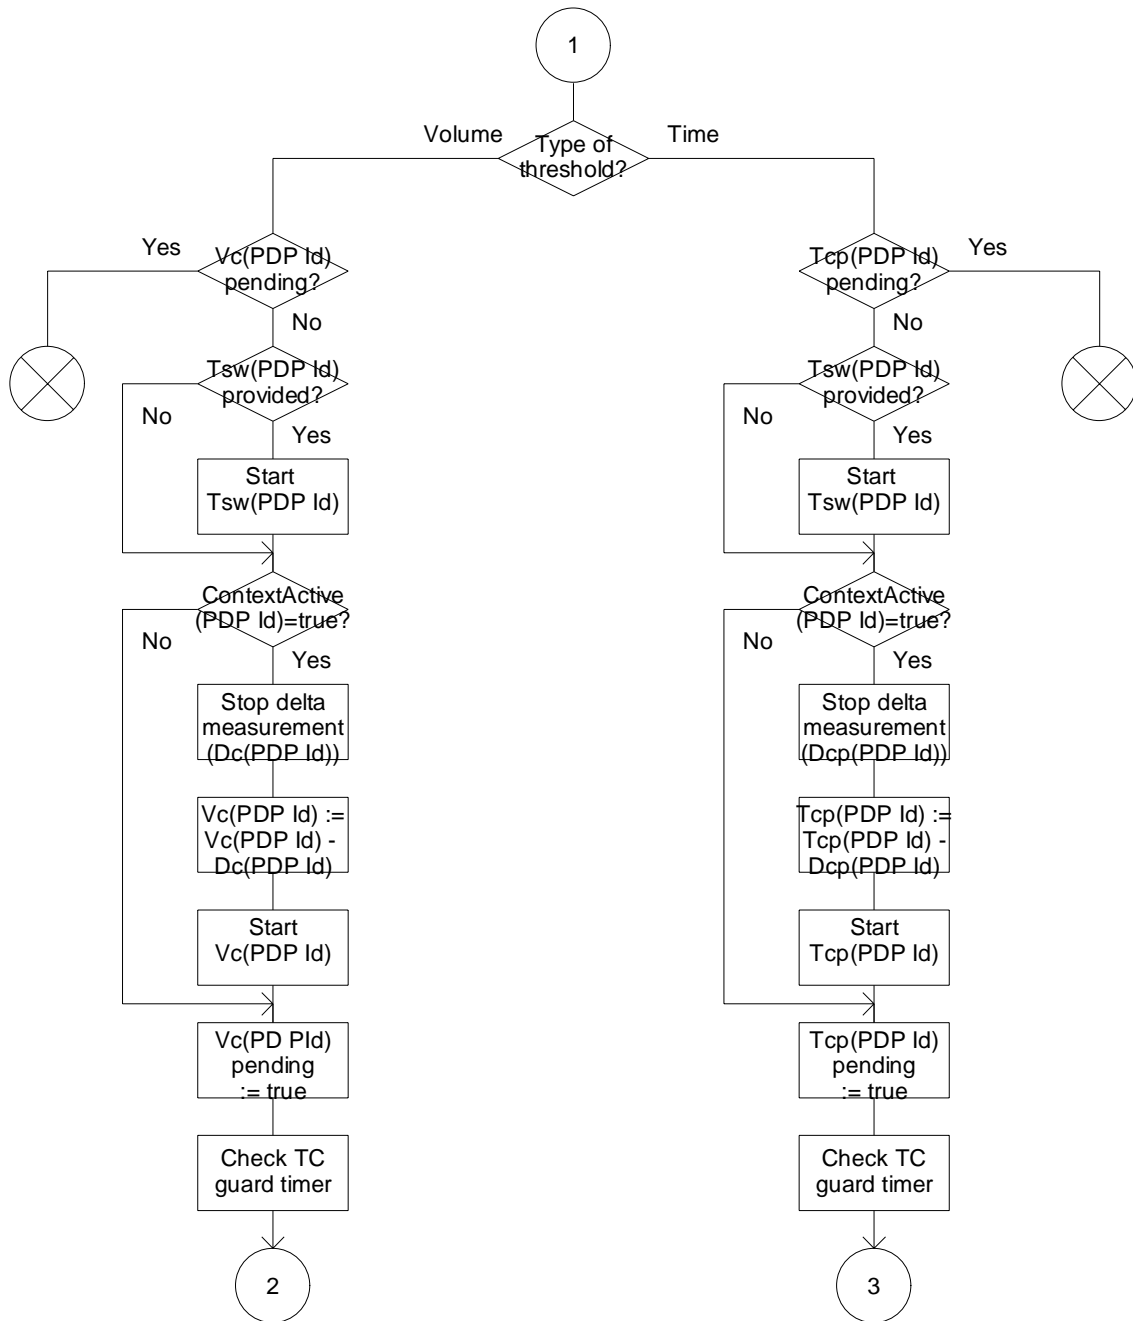 1
Volume
Type of
threshold?
Time
Yes
Vc(PDP Id)
pending?
No
Tsw(PDP Id)
provided?
No
Yes
Start
Tsw(PDP Id)
ContextActive
(PDP Id)=true?
No
Yes
Stop delta
measurement
(Dc(PDP Id))
Vc(PDP Id) :=
Vc(PDP Id) -
Dc(PDP Id)
Start
Vc(PDP Id)
Vc(PD PId)
pending
:= true
Check TC
guard timer
2
Tcp(PDP Id)
pending?
Yes
No
Tsw(PDP Id)
provided?
No
Yes
Start
Tsw(PDP Id)
ContextActive
(PDP Id)=true?
No
Yes
Stop delta
measurement
(Dcp(PDP Id))
Tcp(PDP Id) :=
Tcp(PDP Id) -
Dcp(PDP Id)
Start
Tcp(PDP Id)
Tcp(PDP Id)
pending
:= true
Check TC
guard timer
3